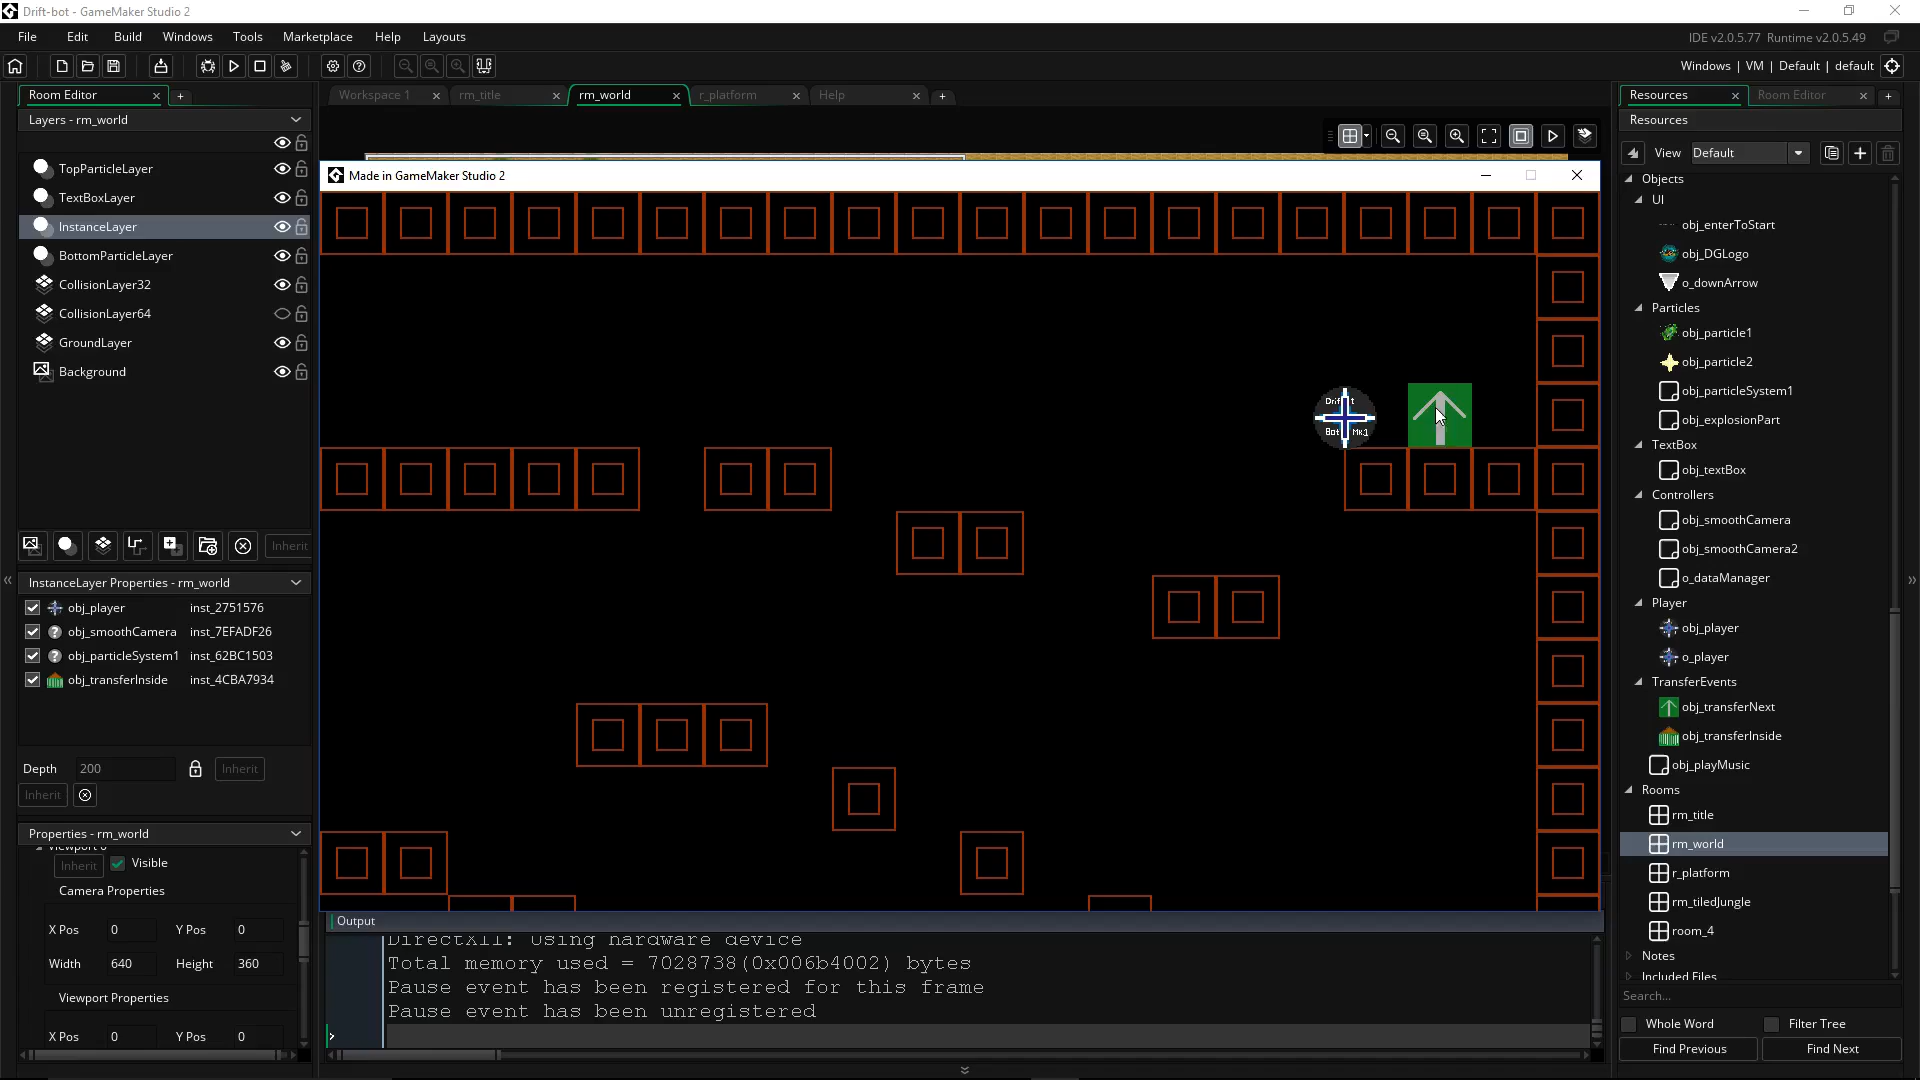 Drift-bot - GameMaker Studio 2
File Edit Build Windows Tools Marketplace Help Layouts
IDE v2.0.5.77 Runtime v2.0.5.49
Windows | VM | Default | default
Room Editor
Workspace 1
rm_title
rm_world
r_platform
Help
Resources
Room Editor
Layers - rm_world
Resources
View Default
TopParticleLayer
TextBoxLayer
InstanceLayer
BottomParticleLayer
CollisionLayer32
CollisionLayer64
GroundLayer
Background
Inherit
InstanceLayer Properties - rm_world
obj_player inst_2751576
obj_smoothCamera inst_7EFADF26
obj_particleSystem1 inst_62BC1503
obj_transferInside inst_4CBA7934
Depth 200 Inherit
Inherit
Properties - rm_world
Viewport 0
Inherit Visible
Camera Properties
X Pos 0 Y Pos 0
Width 640 Height 360
Viewport Properties
X Pos 0 Y Pos 0
Made in GameMaker Studio 2
Bot Mk1
Output
DirectX11: Using hardware device
Total memory used = 7028738(0x006b4002) bytes
Pause event has been registered for this frame
Pause event has been unregistered
Objects
UI
obj_enterToStart
obj_DGLogo
o_downArrow
Particles
obj_particle1
obj_particle2
obj_particleSystem1
obj_explosionPart
TextBox
obj_textBox
Controllers
obj_smoothCamera
obj_smoothCamera2
o_dataManager
Player
obj_player
o_player
TransferEvents
obj_transferNext
obj_transferInside
obj_playMusic
Rooms
rm_title
rm_world
r_platform
rm_tiledJungle
room_4
Notes
Included Files
Search...
Whole Word Filter Tree
Find Previous Find Next